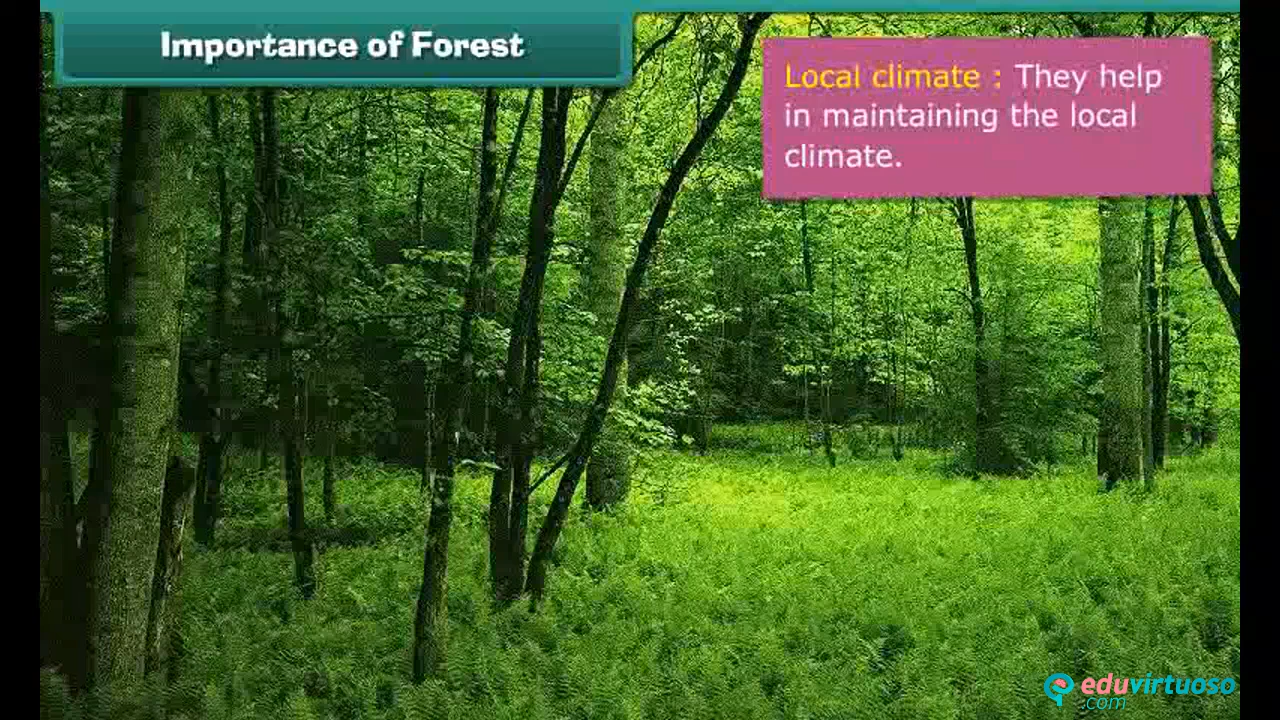 Importance of Forest
Local climate : They help
in maintaining the local
climate.
eduvirtuoso
.com